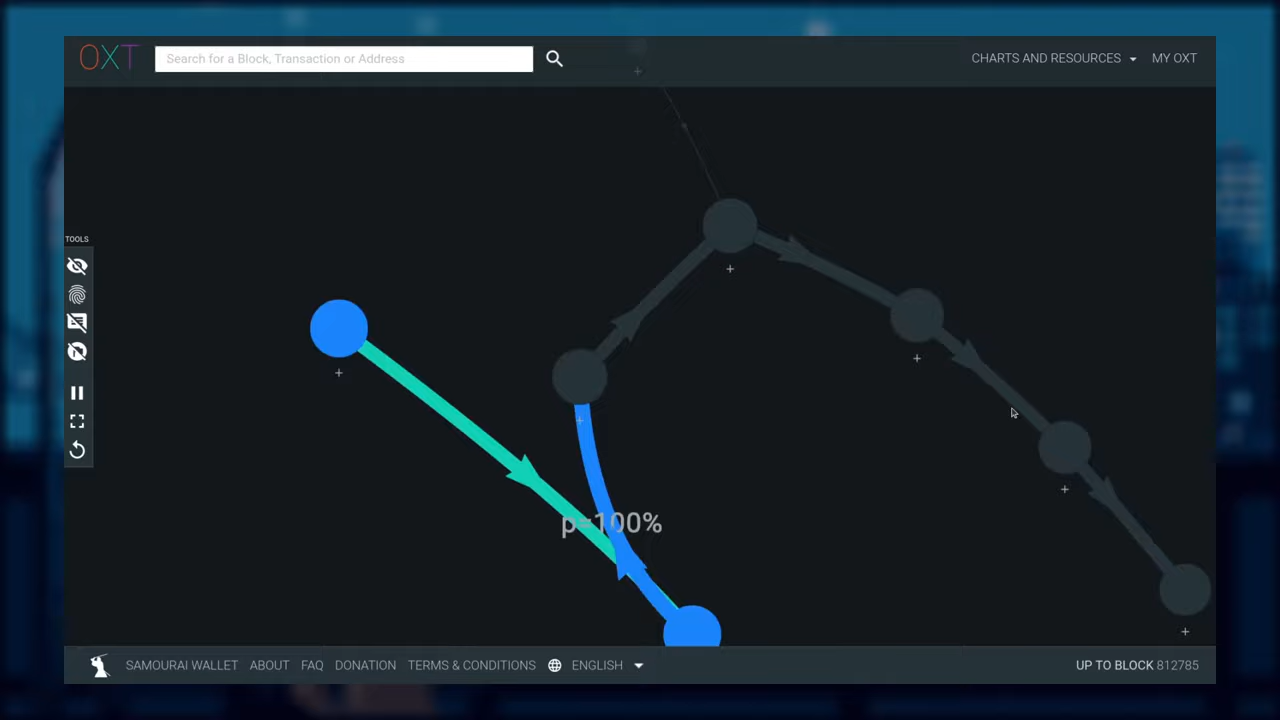 OXT
Search for a Block, Transaction or Address
CHARTS AND RESOURCES
MY OXT
TOOLS
p=100%
SAMOURAI WALLET
ABOUT
FAQ
DONATION
TERMS & CONDITIONS
ENGLISH
UP TO BLOCK 812785